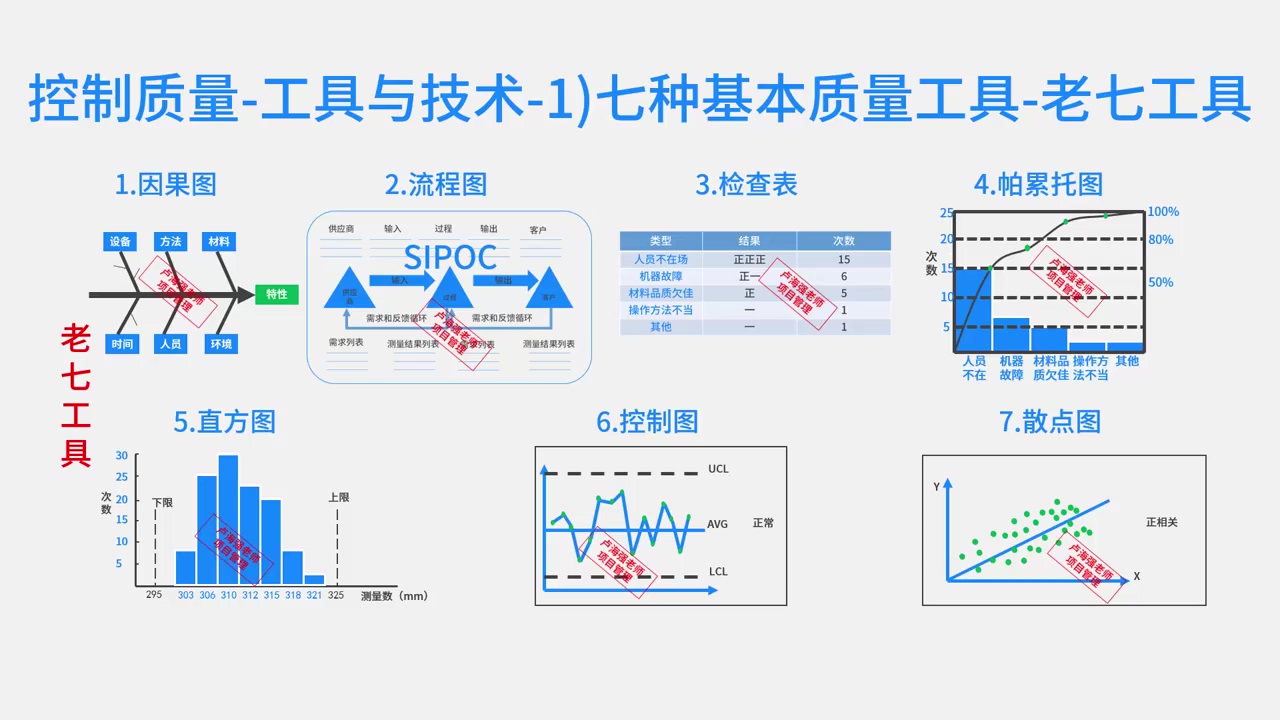 控制质量-工具与技术-1)七种基本质量工具-老七工具
老七工具
1.因果图
设备
方法
材料
特性
时间
人员
环境
卢海强老师
项目管理
2.流程图
供应商
输入
过程
输出
客户
SIPOC
输入
输出
供应
商
过程
客户
需求和反馈循环
需求和反馈循环
需求列表
测量结果列表
需求列表
测量结果列表
卢海强老师
项目管理
3.检查表
类型 结果 次数
人员不在场 正正正 15
机器故障 正一 6
材料品质欠佳 正 5
操作方法不当 一 1
其他 一 1
卢海强老师
项目管理
4.帕累托图
次数
25
20
15
10
5
100%
80%
50%
人员
不在
机器
故障
材料品
质欠佳
操作方
法不当
其他
卢海强老师
项目管理
5.直方图
次数
30
25
20
15
10
5
下限
上限
295 303 306 310 312 315 318 321 325 测量数（mm）
卢海强老师
项目管理
6.控制图
UCL
AVG
正常
LCL
卢海强老师
项目管理
7.散点图
Y
X
正相关
卢海强老师
项目管理